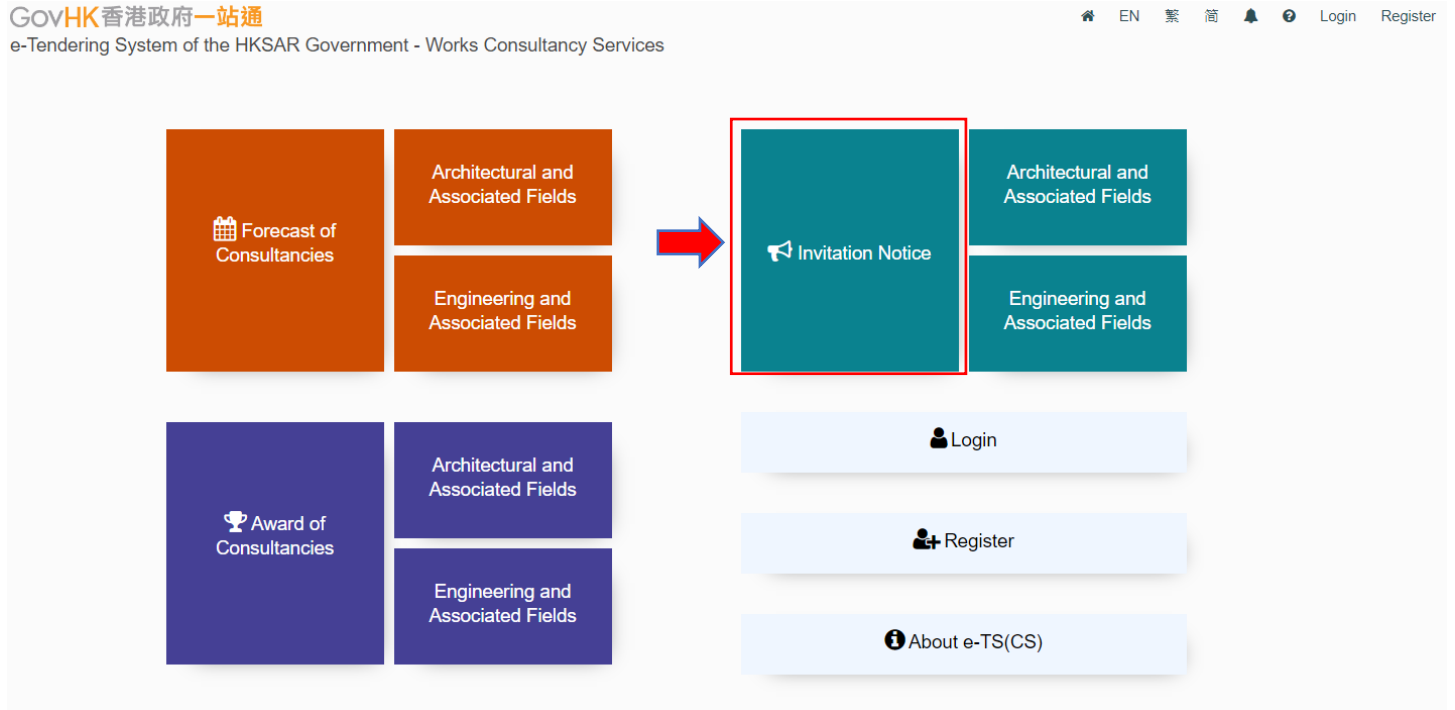 GovHK香港政府一站通
EN 繁 简 Login Register
e-Tendering System of the HKSAR Government - Works Consultancy Services
Forecast of
Consultancies
Architectural and
Associated Fields
Engineering and
Associated Fields
Invitation Notice
Architectural and
Associated Fields
Engineering and
Associated Fields
Award of
Consultancies
Architectural and
Associated Fields
Engineering and
Associated Fields
Login
Register
About e-TS(CS)